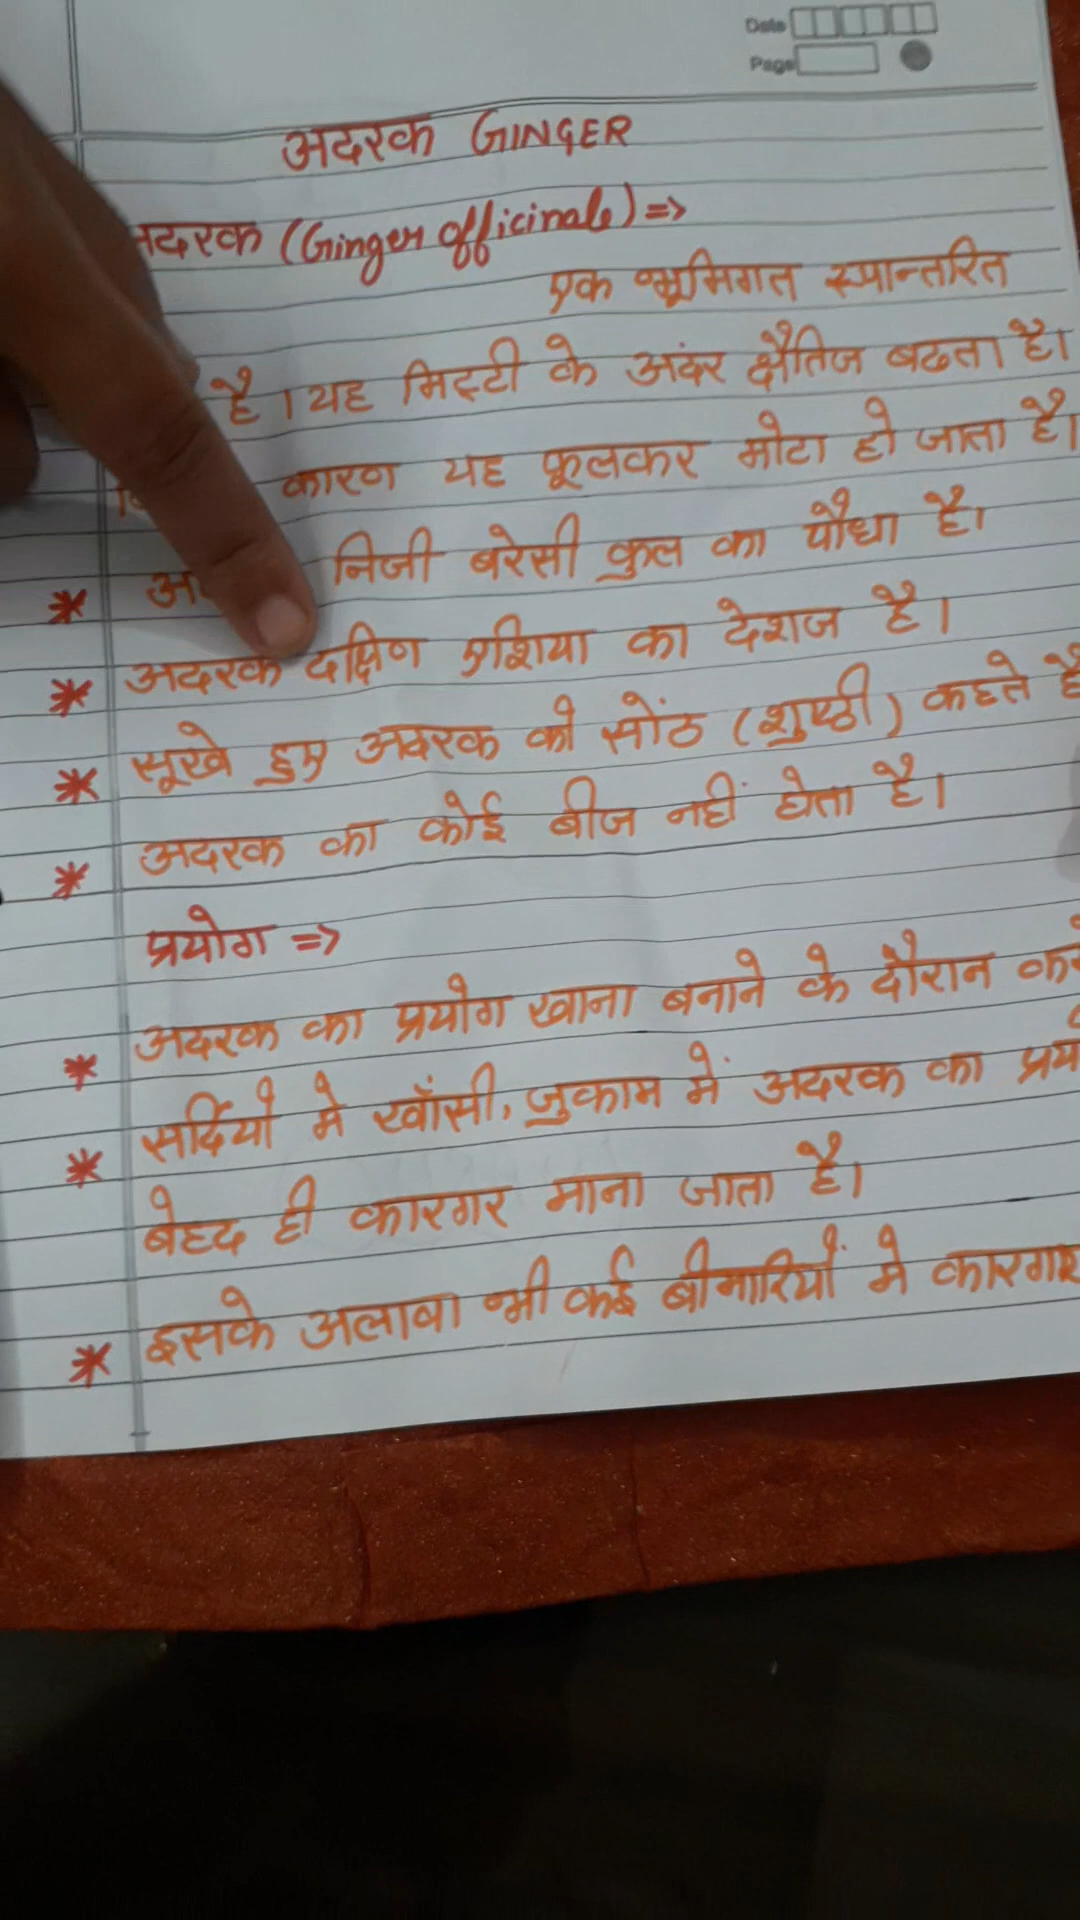 Date
Page
अदरक GINGER
अदरक (Ginger officinale) =>
एक भूमिगत रूपान्तरित
है। यह मिट्टी के अंदर क्षैतिज बढता है।
कारण यह फूलकर मोटा हो जाता है।
* निजी बरेसी कुल का पौधा है।
* अदरक दक्षिण एशिया का देशज है।
* सूखे हुए अदरक को सोंठ (शुण्ठी) कहते है
* अदरक का कोई बीज नहीं होता है।
प्रयोग =>
* अदरक का प्रयोग खाना बनाने के दौरान
* सर्दियों मे खाँसी, जुकाम में अदरक का
बेहद ही कारगर माना जाता है।
* इसके अलावा भी कई बीमारियों मे कारगर